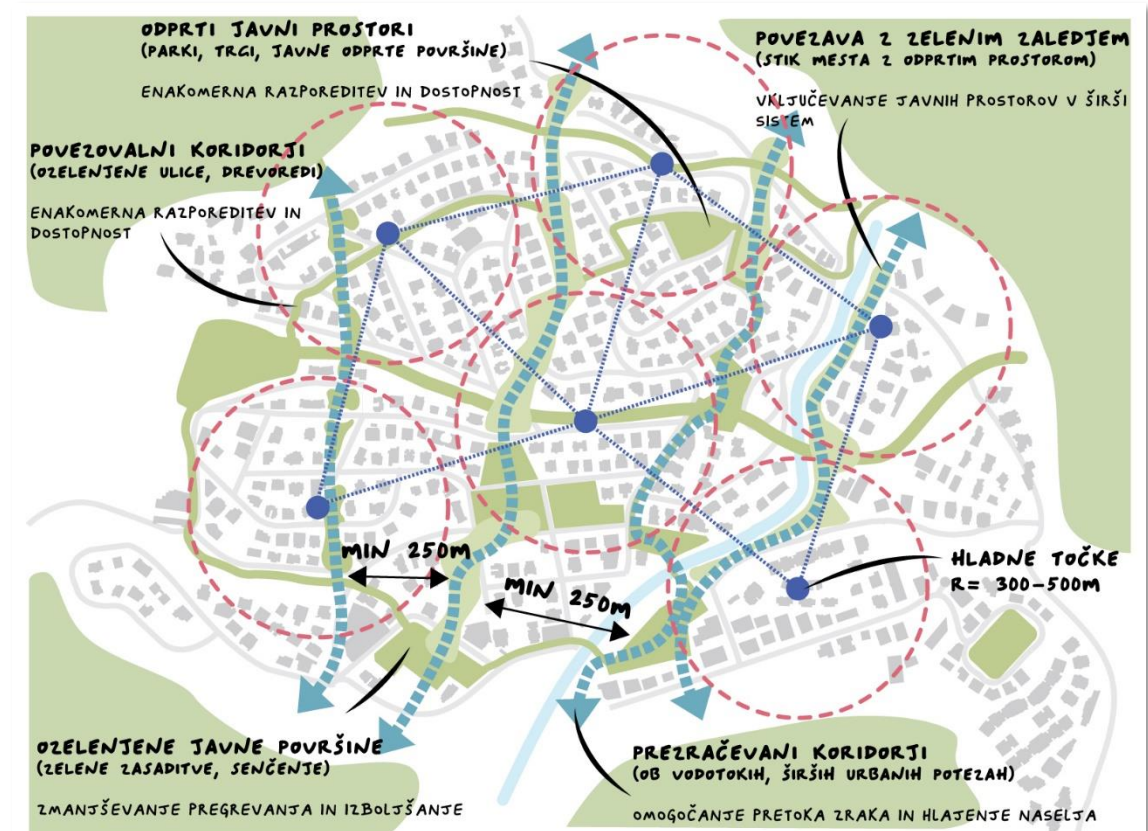 ODPRTI JAVNI PROSTORI
(PARKI, TRGI, JAVNE ODPRTE POVRŠINE)
ENAKOMERNA RAZPOREDITEV IN DOSTOPNOST
POVEZAVA Z ZELENIM ZALEDJEM
(STIK MESTA Z ODPRTIM PROSTOROM)
VKLJUČEVANJE JAVNIH PROSTOROV V ŠIRŠI
SISTEM
POVEZOVALNI KORIDORJI
(OZELENJENE ULICE, DREVOREDI)
ENAKOMERNA RAZPOREDITEV IN
DOSTOPNOST
MIN 250M
MIN 250M
HLADNE TOČKE
R= 300-500M
OZELENJENE JAVNE POVRŠINE
(ZELENE ZASADITVE, SENČENJE)
ZMANJŠEVANJE PREGREVANJA IN IZBOLJŠANJE
PREZRAČEVANI KORIDORJI
(OB VODOTOKIH, ŠIRŠIH URBANIH POTEZAH)
OMOGOČANJE PRETOKA ZRAKA IN HLAJENJE NASELJA